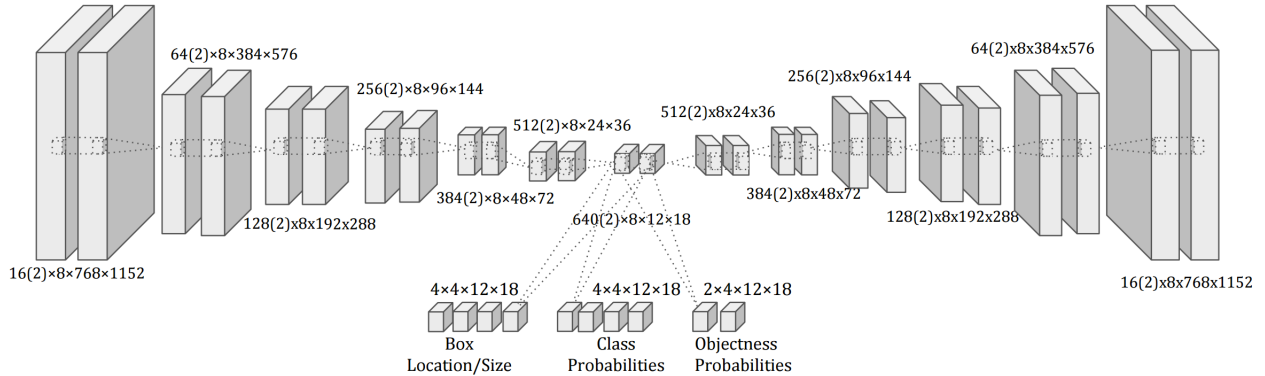 64(2)×8×384×576
64(2)x8x384x576
256(2)×8×96×144
256(2)x8x96x144
512(2)×8×24×36
512(2)x8x24x36
384(2)×8×48×72
384(2)x8x48x72
128(2)x8x192x288
640(2)×8×12×18
128(2)x8x192x288
16(2)×8×768×1152
16(2)x8x768x1152
4×4×12×18
4×4×12×18
2×4×12×18
Box
Location/Size
Class
Probabilities
Objectness
Probabilities